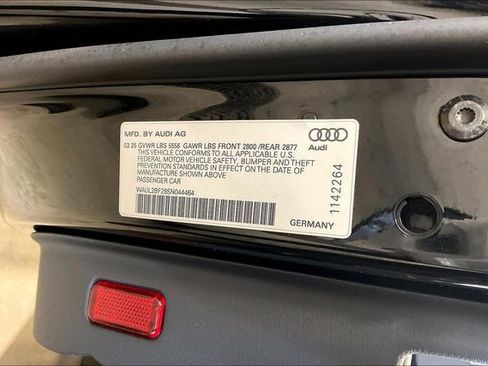 MFD. BY AUDI AG
03.25 GVWR LBS 5556 GAWR LBS FRONT 2800 /REAR 2877
THIS VEHICLE CONFORMS TO ALL APPLICABLE U.S.
FEDERAL MOTOR VEHICLE SAFETY, BUMPER AND THEFT
PREVENTION STANDARDS IN EFFECT ON THE DATE OF
MANUFACTURE SHOWN ABOVE
PASSENGER CAR
WAUL2BF29SN044464
GERMANY
1142264